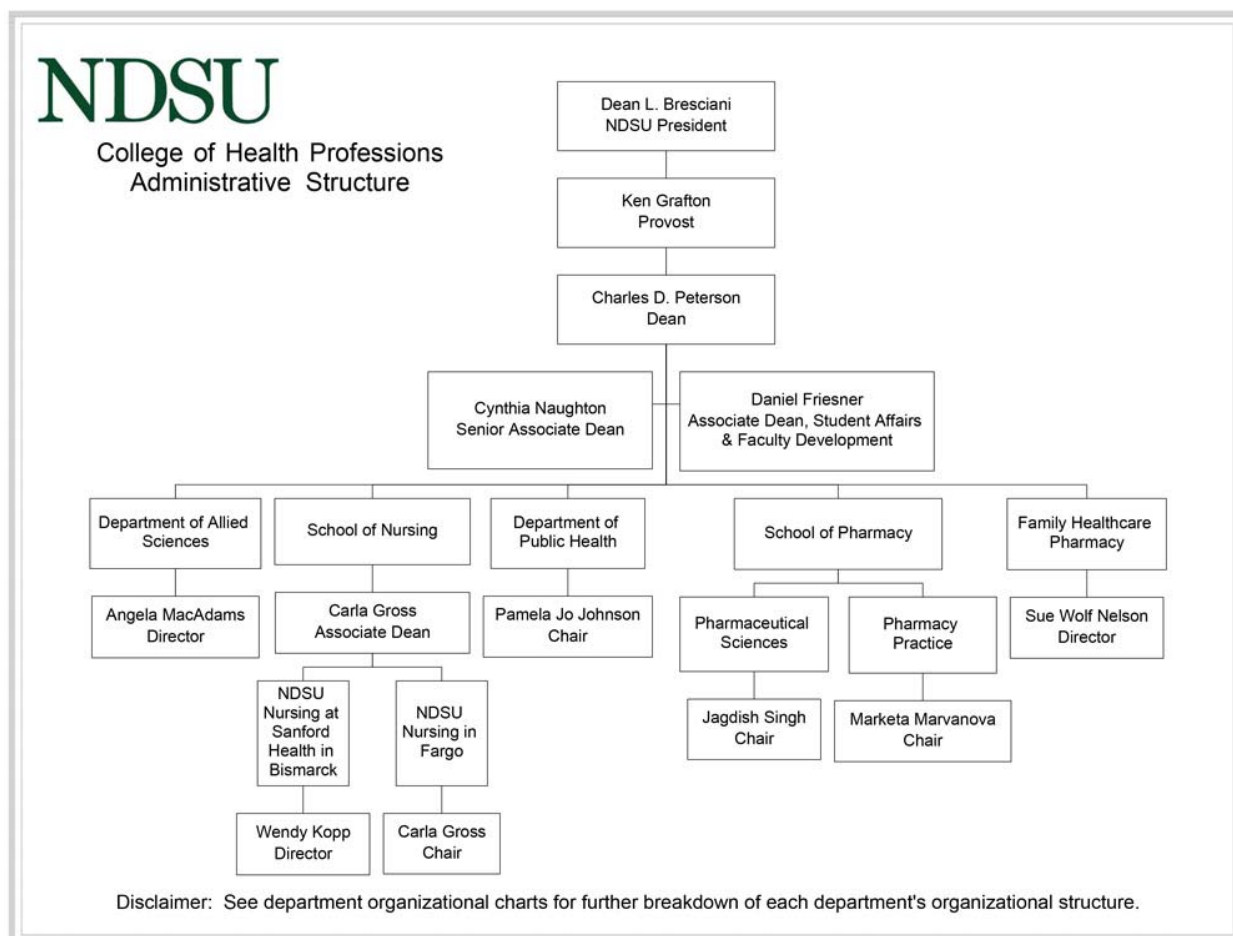 NDSU
College of Health Professions
Administrative Structure
Dean L. Bresciani
NDSU President
Ken Grafton
Provost
Charles D. Peterson
Dean
Cynthia Naughton
Senior Associate Dean
Daniel Friesner
Associate Dean, Student Affairs
& Faculty Development
Department of Allied
Sciences
School of Nursing
Department of
Public Health
School of Pharmacy
Family Healthcare
Pharmacy
Angela MacAdams
Director
Carla Gross
Associate Dean
Pamela Jo Johnson
Chair
Pharmaceutical
Sciences
Pharmacy
Practice
Sue Wolf Nelson
Director
NDSU
Nursing at
Sanford
Health in
Bismarck
NDSU
Nursing in
Fargo
Jagdish Singh
Chair
Marketa Marvanova
Chair
Wendy Kopp
Director
Carla Gross
Chair
Disclaimer: See department organizational charts for further breakdown of each department's organizational structure.